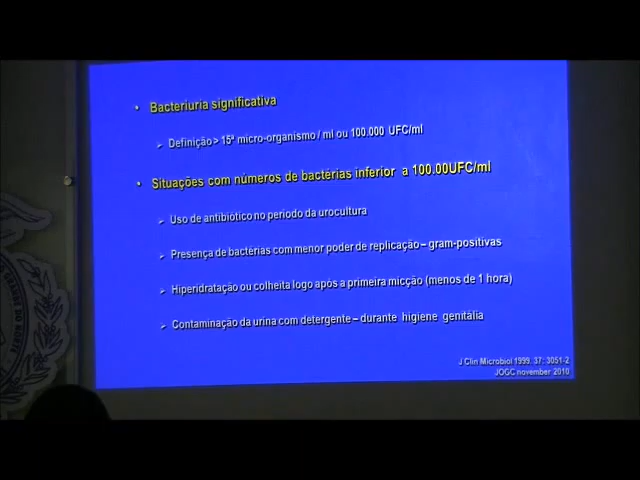 • Bacteriuria significativa
➢ Definição > 15ª micro-organismo / ml ou 100.000 UFC/ml
• Situações com números de bactérias inferior a 100.00UFC/ml
➢ Uso de antibiótico no periodo da urocultura
➢ Presença de bactérias com menor poder de replicação – gram-positivas
➢ Hiperidratação ou colheita logo após a primeira micção (menos de 1 hora)
➢ Contaminação da urina com detergente – durante higiene genitália
J Clin Microbiol 1999. 37: 3051-2
JOGC november 2010